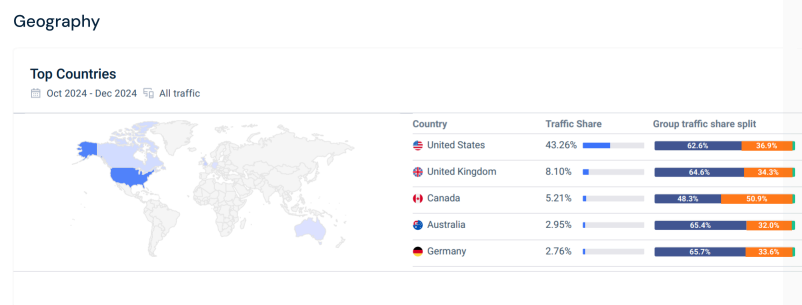 Geography
Top Countries
Oct 2024 - Dec 2024 All traffic
Country Traffic Share Group traffic share split
United States 43.26% 62.6% 36.9%
United Kingdom 8.10% 64.6% 34.3%
Canada 5.21% 48.3% 50.9%
Australia 2.95% 65.4% 32.0%
Germany 2.76% 65.7% 33.6%